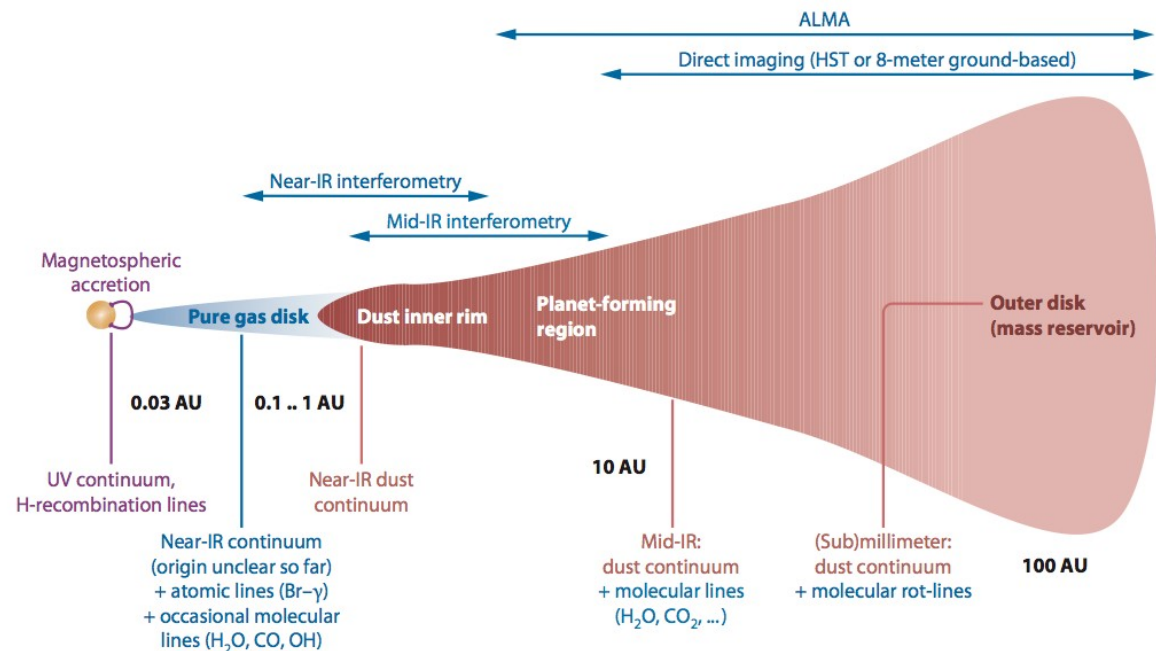 ALMA
Direct imaging (HST or 8-meter ground-based)
Near-IR interferometry
Mid-IR interferometry
Magnetospheric
accretion
Pure gas disk
Dust inner rim
Planet-forming
region
Outer disk
(mass reservoir)
0.03 AU
0.1 .. 1 AU
10 AU
100 AU
UV continuum,
H-recombination lines
Near-IR dust
continuum
Near-IR continuum
(origin unclear so far)
+ atomic lines (Br–γ)
+ occasional molecular
lines (H₂O, CO, OH)
Mid-IR:
dust continuum
+ molecular lines
(H₂O, CO₂, ...)
(Sub)millimeter:
dust continuum
+ molecular rot-lines